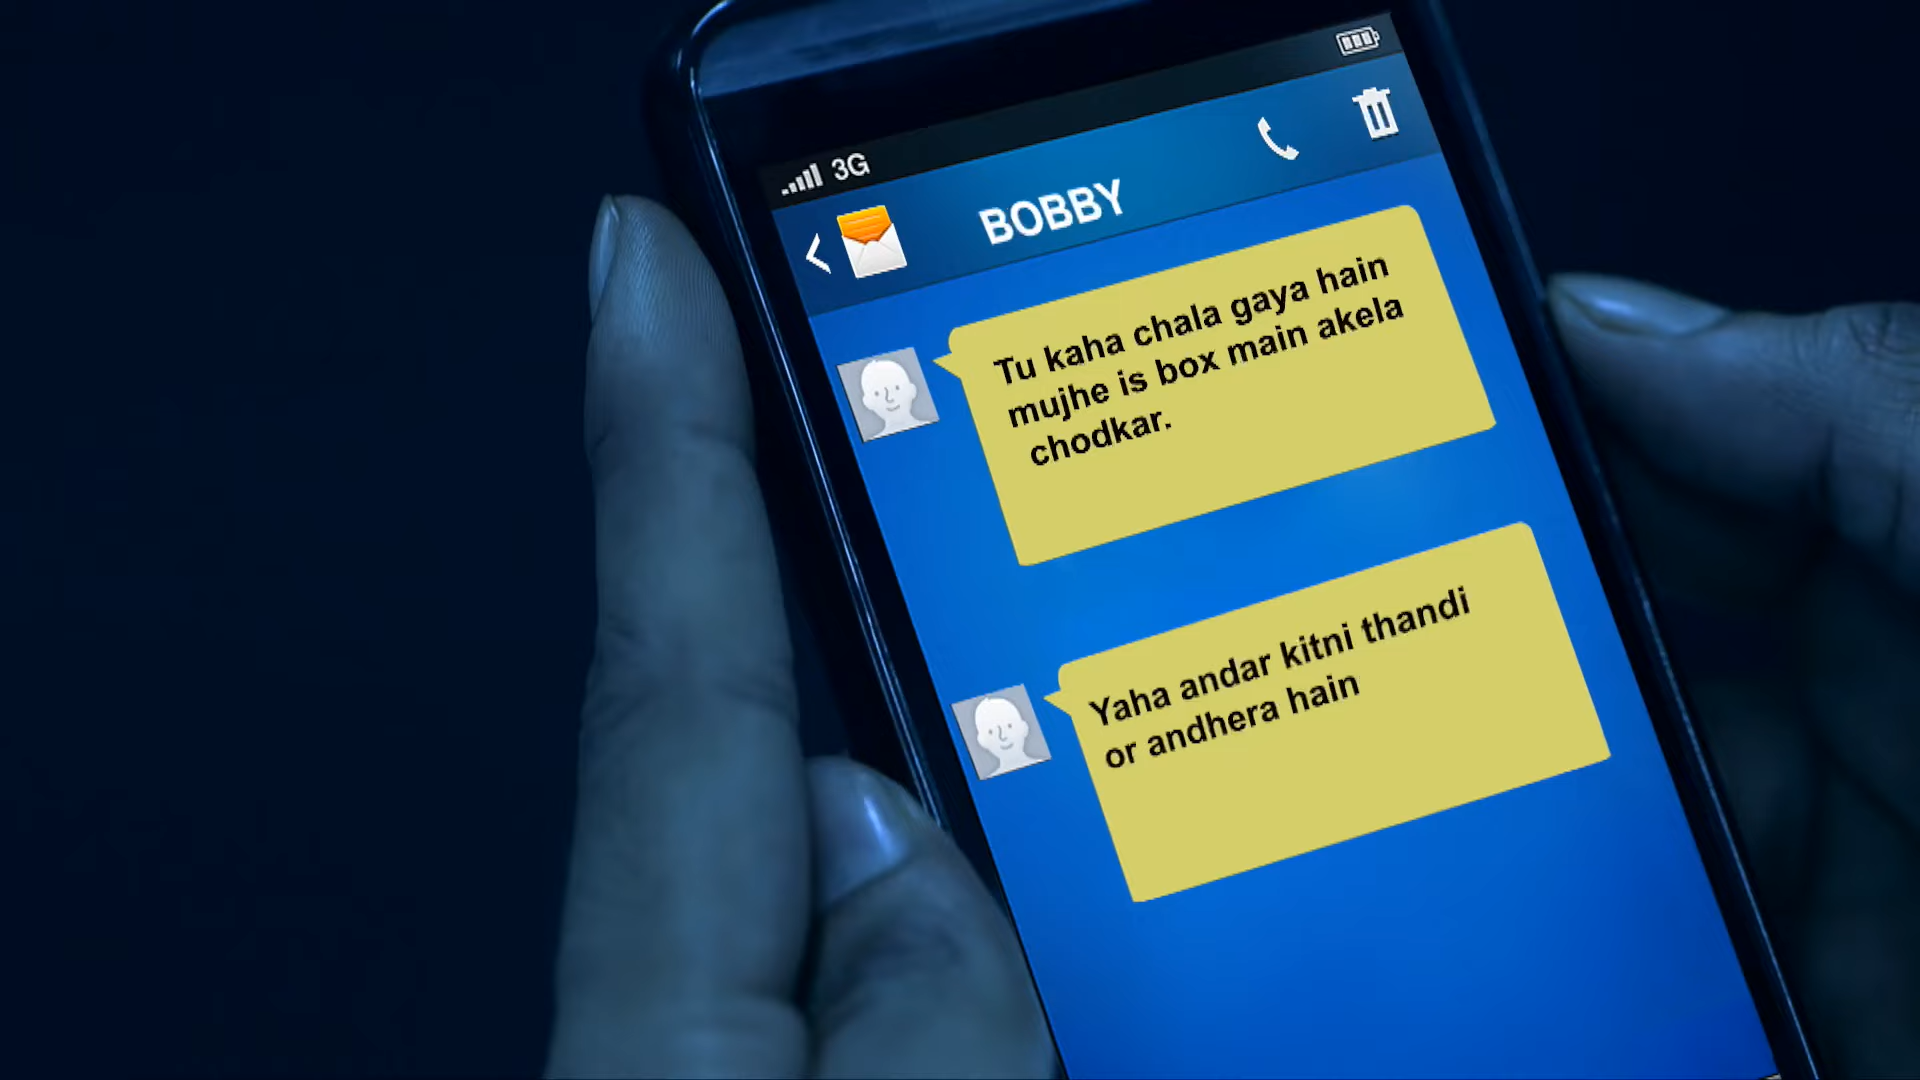 3G
BOBBY
Tu kaha chala gaya hain
mujhe is box main akela
chodkar.
Yaha andar kitni thandi
or andhera hain